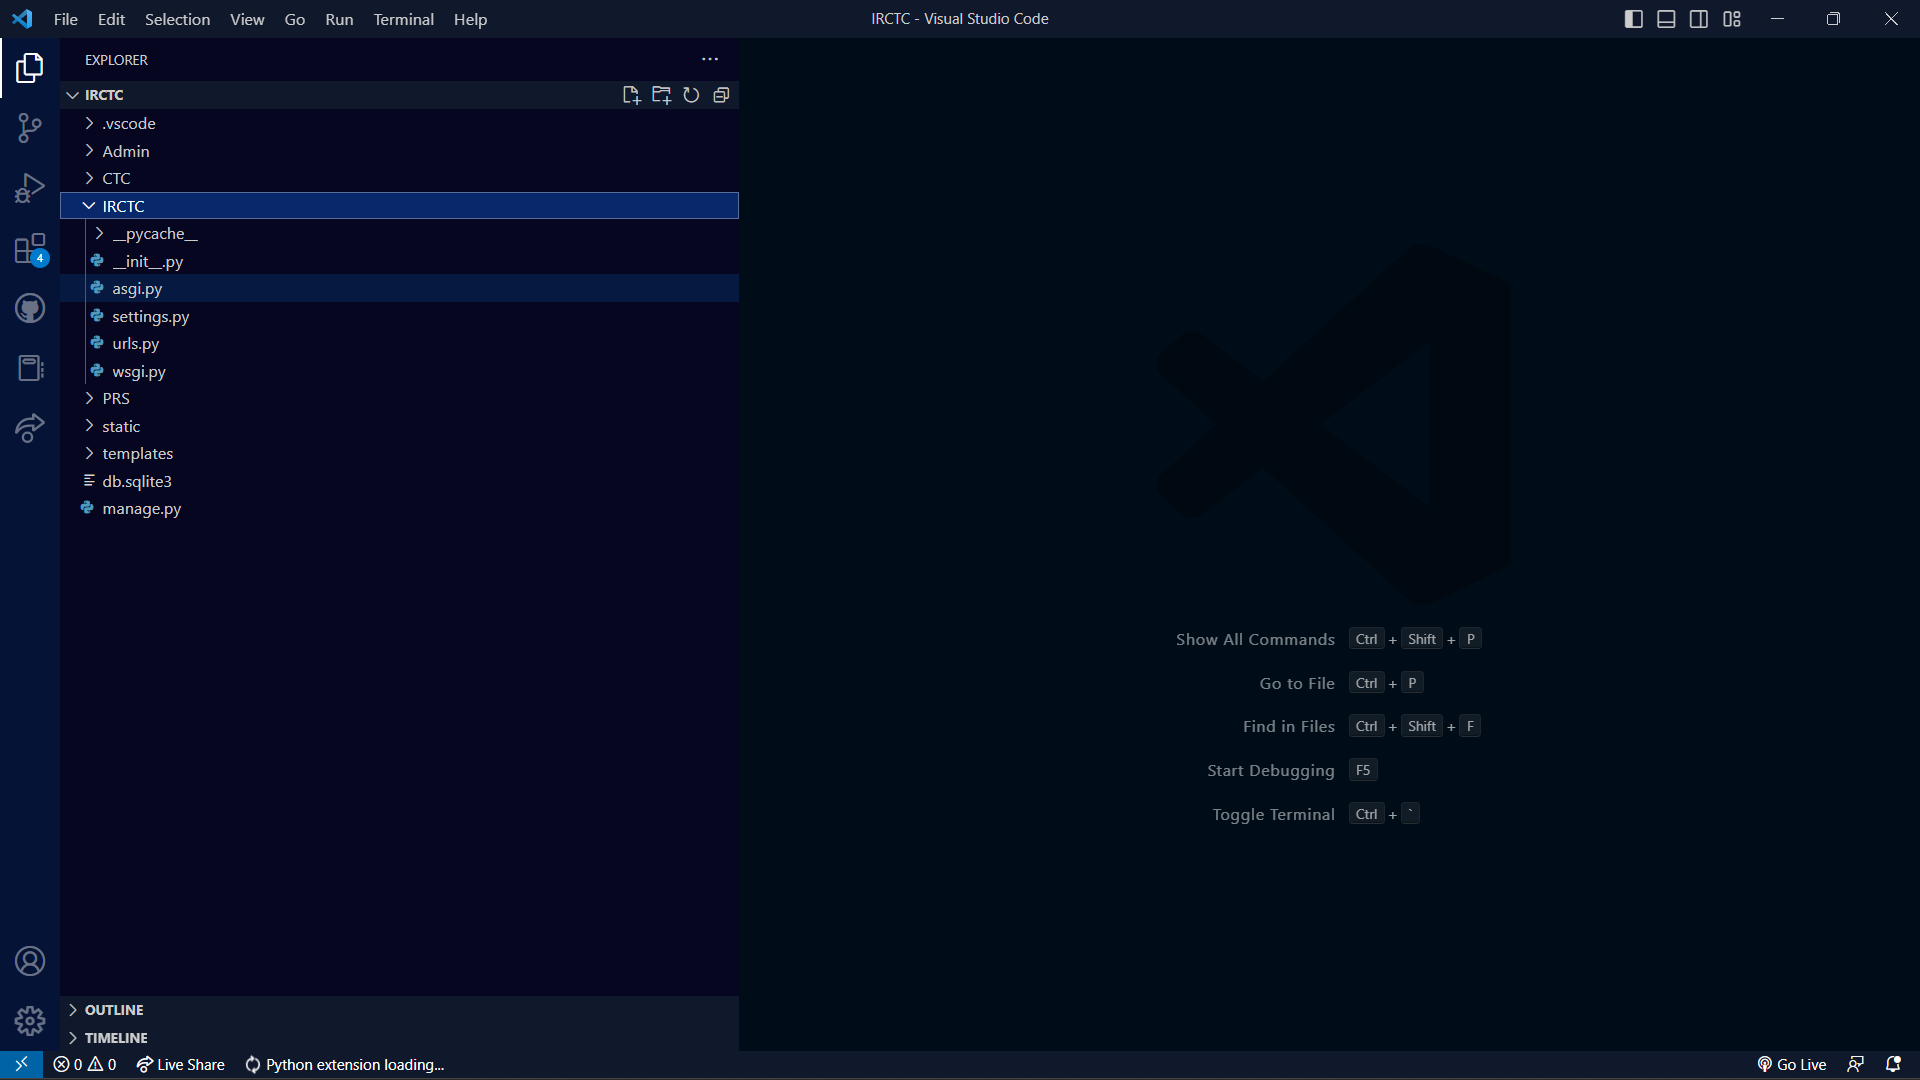 File Edit Selection View Go Run Terminal Help
IRCTC - Visual Studio Code
EXPLORER
IRCTC
.vscode
Admin
CTC
IRCTC
__pycache__
__init__.py
asgi.py
settings.py
urls.py
wsgi.py
PRS
static
templates
db.sqlite3
manage.py
4
Show All Commands Ctrl + Shift + P
Go to File Ctrl + P
Find in Files Ctrl + Shift + F
Start Debugging F5
Toggle Terminal Ctrl + `
OUTLINE
TIMELINE
0 0 Live Share Python extension loading... Go Live